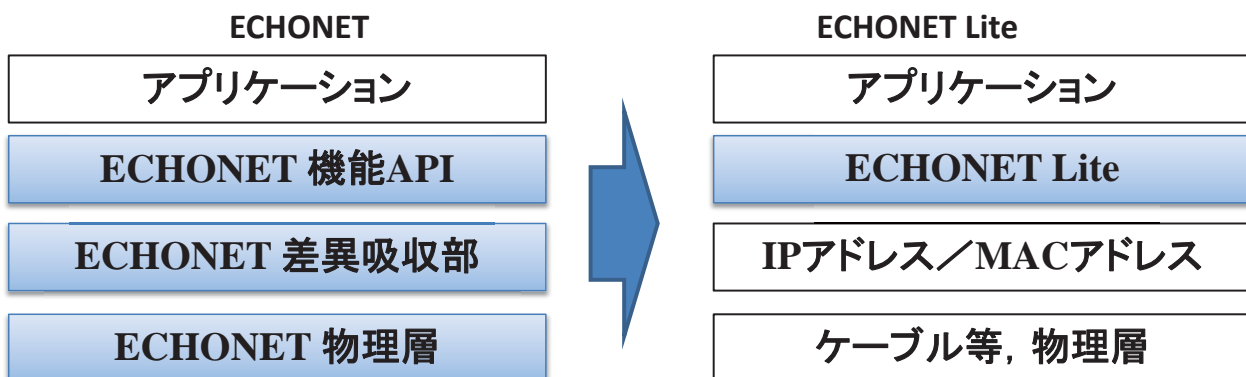 ECHONET
アプリケーション
ECHONET 機能API
ECHONET 差異吸収部
ECHONET 物理層
ECHONET Lite
アプリケーション
ECHONET Lite
IPアドレス／MACアドレス
ケーブル等，物理層